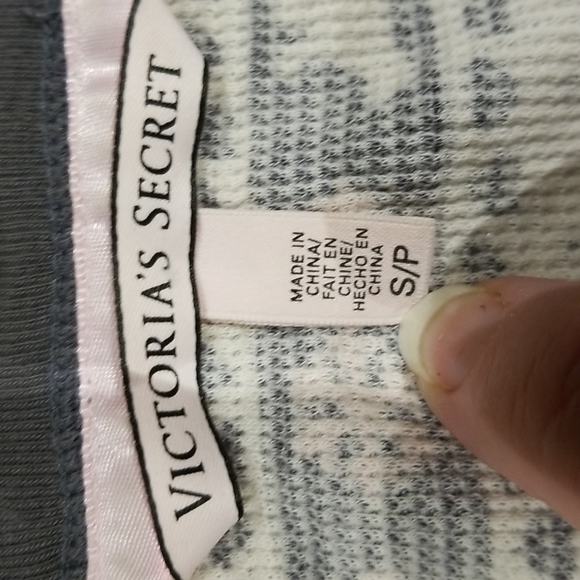 VICTORIA'S SECRET
MADE IN
CHINA/
FAIT EN
CHINE/
HECHO EN
CHINA
S/P